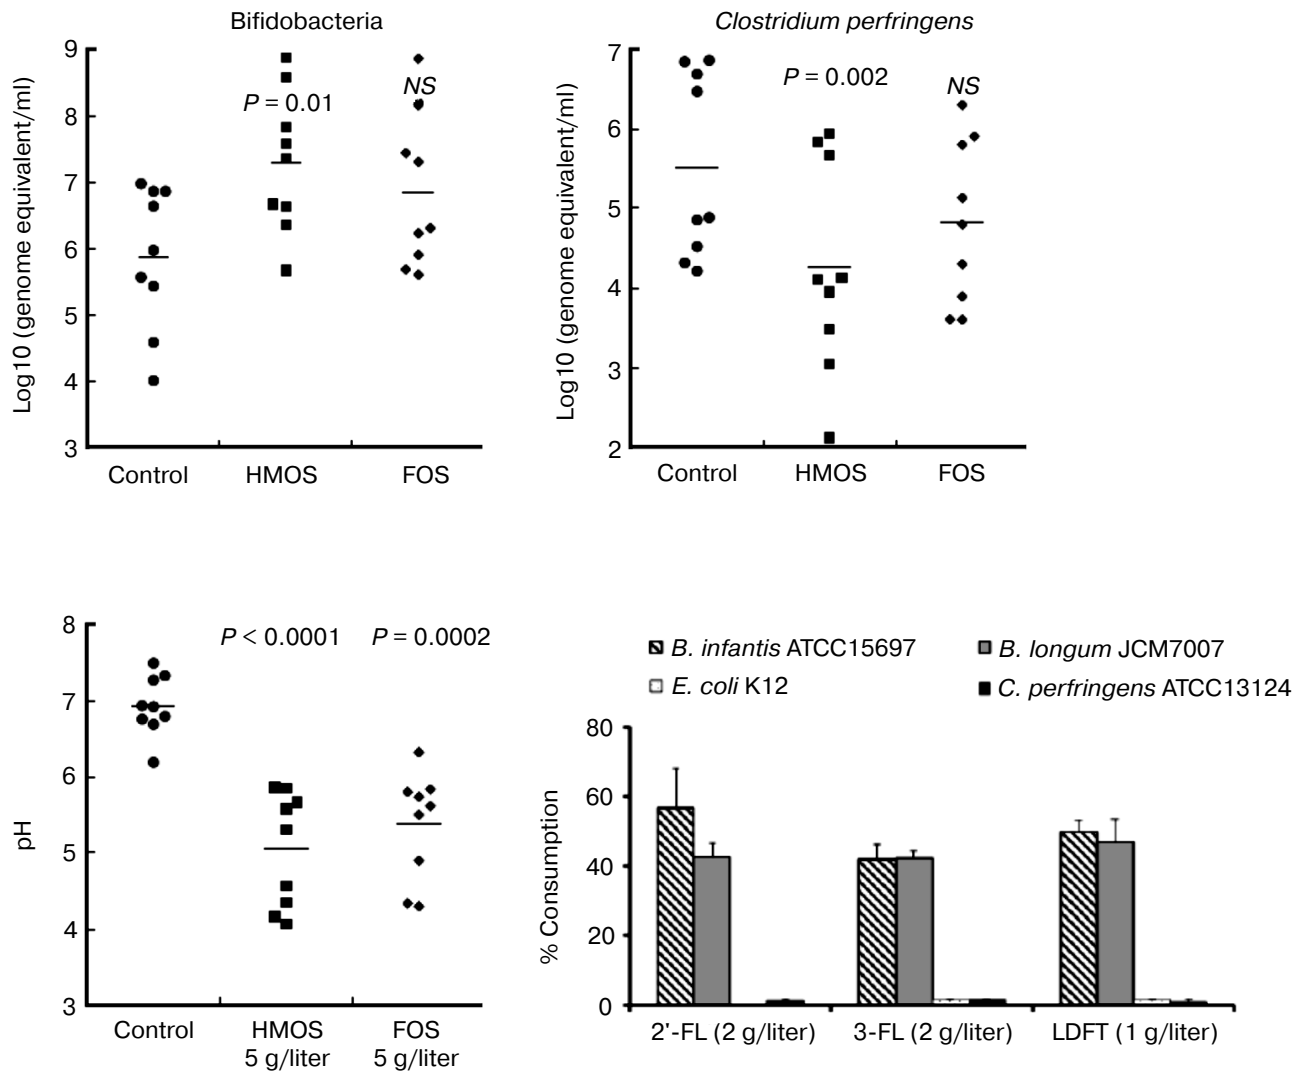 Bifidobacteria
Log10 (genome equivalent/ml)
9
8
7
6
5
4
3
P = 0.01
NS
Control HMOS FOS
Clostridium perfringens
Log10 (genome equivalent/ml)
7
6
5
4
3
2
P = 0.002
NS
Control HMOS FOS
pH
8
7
6
5
4
3
P < 0.0001 P = 0.0002
Control HMOS FOS
5 g/liter 5 g/liter
B. infantis ATCC15697 B. longum JCM7007
E. coli K12 C. perfringens ATCC13124
% Consumption
80
60
40
20
0
2'-FL (2 g/liter) 3-FL (2 g/liter) LDFT (1 g/liter)